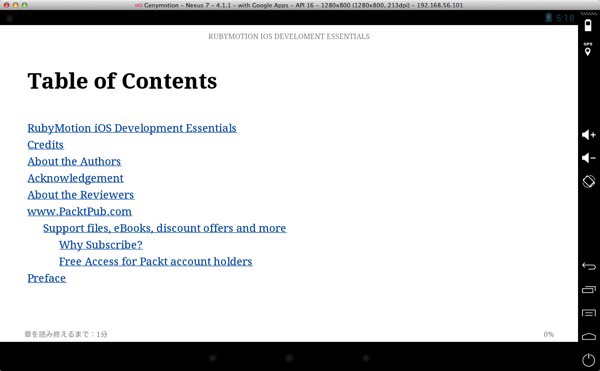 Genymotion - Nexus 7 - 4.1.1 - with Google Apps - API 16 - 1280x800 (1280x800, 213dpi) - 192.168.56.101
5:18
RUBYMOTION IOS DEVELOMENT ESSENTIALS
GPS
Table of Contents
RubyMotion iOS Development Essentials
Credits
About the Authors
Acknowledgement
About the Reviewers
www.PacktPub.com
Support files, eBooks, discount offers and more
Why Subscribe?
Free Access for Packt account holders
Preface
章を読み終えるまで：1分
0%